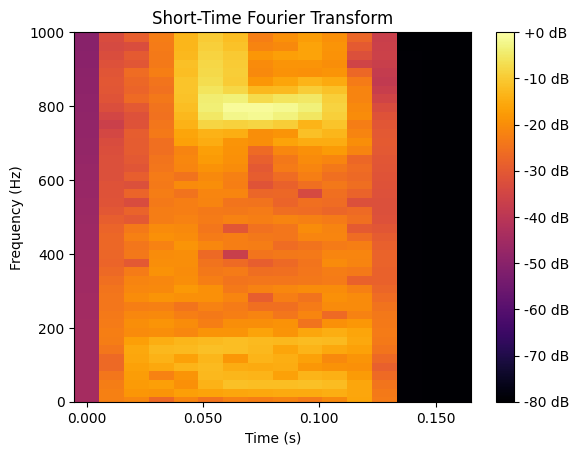 Short-Time Fourier Transform
1000
800
600
400
200
0
Frequency (Hz)
0.000
0.050
0.100
0.150
Time (s)
+0 dB
-10 dB
-20 dB
-30 dB
-40 dB
-50 dB
-60 dB
-70 dB
-80 dB